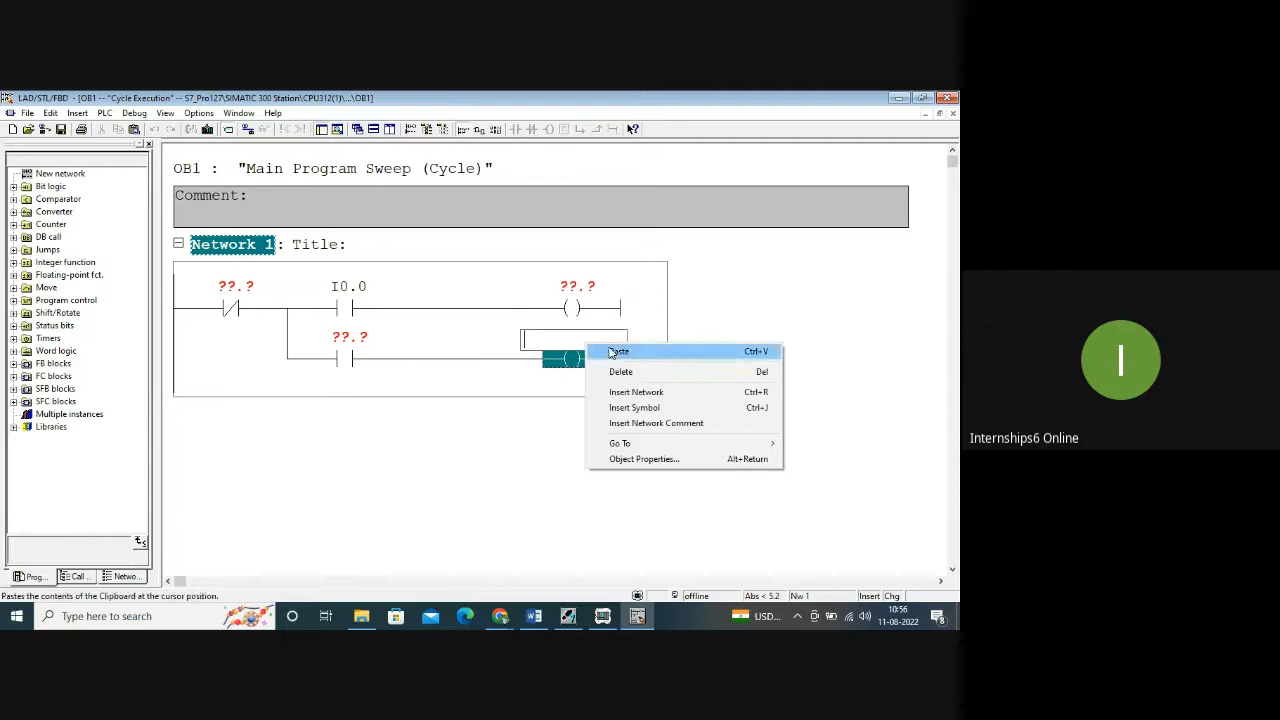 LAD/STL/FBD - [OB1 -- "Cycle Execution" -- S7_Pro127\SIMATIC 300 Station\CPU312(1)\...\OB1]
File Edit Insert PLC Debug View Options Window Help
OB1 : "Main Program Sweep (Cycle)"
Comment:
Network 1: Title:
??.? I0.0 ??.?
??.?
New network
Bit logic
Comparator
Converter
Counter
DB call
Jumps
Integer function
Floating-point fct.
Move
Program control
Shift/Rotate
Status bits
Timers
Word logic
FB blocks
FC blocks
SFB blocks
SFC blocks
Multiple instances
Libraries
Paste Ctrl+V
Delete Del
Insert Network Ctrl+R
Insert Symbol Ctrl+J
Insert Network Comment
Go To
Object Properties... Alt+Return
Prog... Call ... Netwo...
Pastes the contents of the Clipboard at the cursor position.
offline Abs < 5.2 Nw 1 Insert Chg
Type here to search
USD...
10:56
11-08-2022
8
I
Internships6 Online